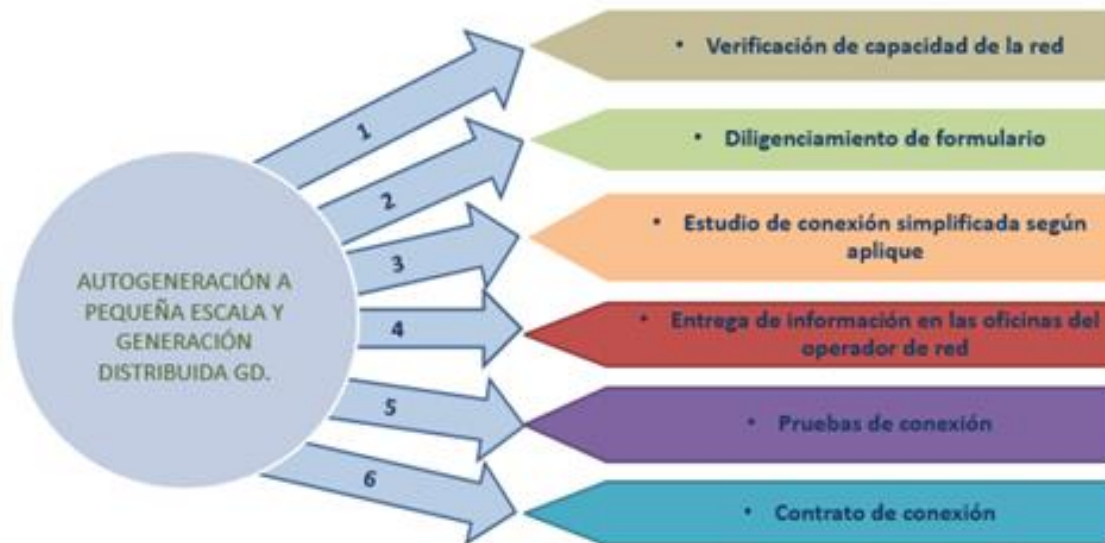 AUTOGENERACIÓN A
PEQUEÑA ESCALA Y
GENERACIÓN
DISTRIBUIDA GD.
1
• Verificación de capacidad de la red
2
• Diligenciamiento de formulario
3
• Estudio de conexión simplificada según
aplique
4
• Entrega de información en las oficinas del
operador de red
5
• Pruebas de conexión
6
• Contrato de conexión